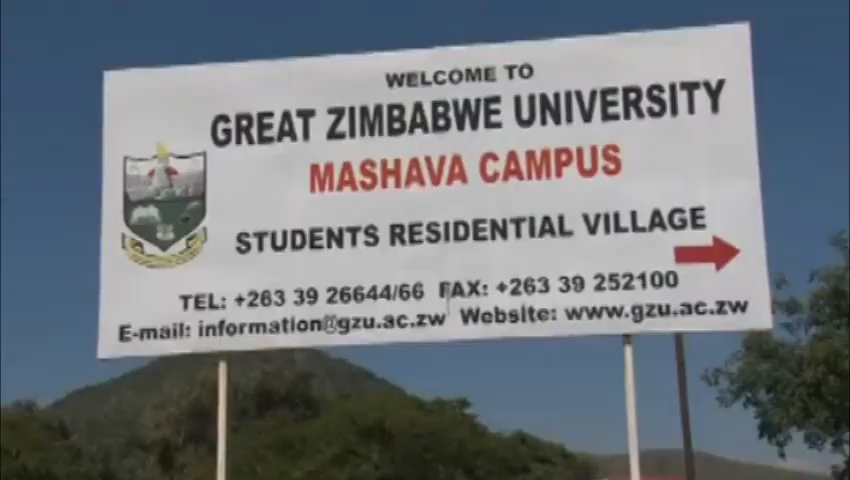 WELCOME TO
GREAT ZIMBABWE UNIVERSITY
MASHAVA CAMPUS
STUDENTS RESIDENTIAL VILLAGE
TEL: +263 39 26644/66 FAX: +263 39 252100
E-mail: information@gzu.ac.zw Website: www.gzu.ac.zw